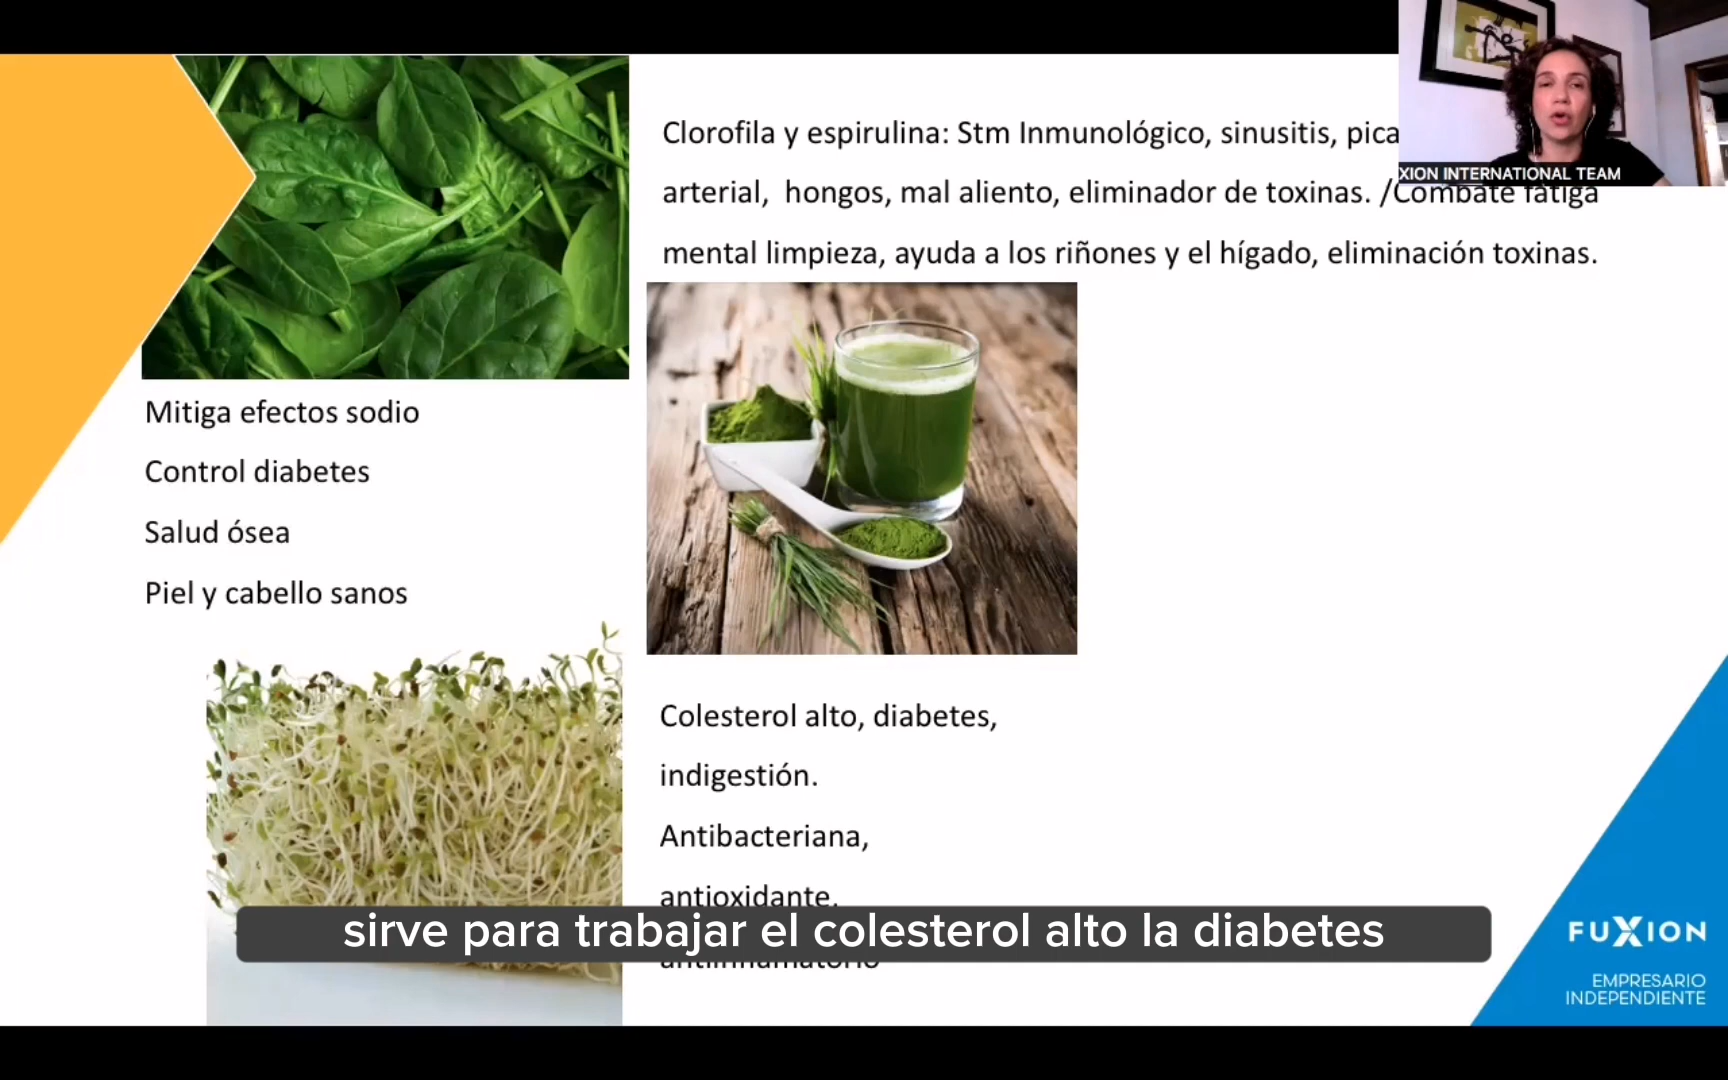 Clorofila y espirulina: Stm Inmunológico, sinusitis,
XION INTERNATIONAL TEAM
arterial, hongos, mal aliento, eliminador de toxinas. /Combate fatiga
mental limpieza, ayuda a los riñones y el hígado, eliminación toxinas.
Mitiga efectos sodio
Control diabetes
Salud ósea
Piel y cabello sanos
Colesterol alto, diabetes,
indigestión.
Antibacteriana,
antioxidante,
sirve para trabajar el colesterol alto la diabetes
FUXION
EMPRESARIO
INDEPENDIENTE